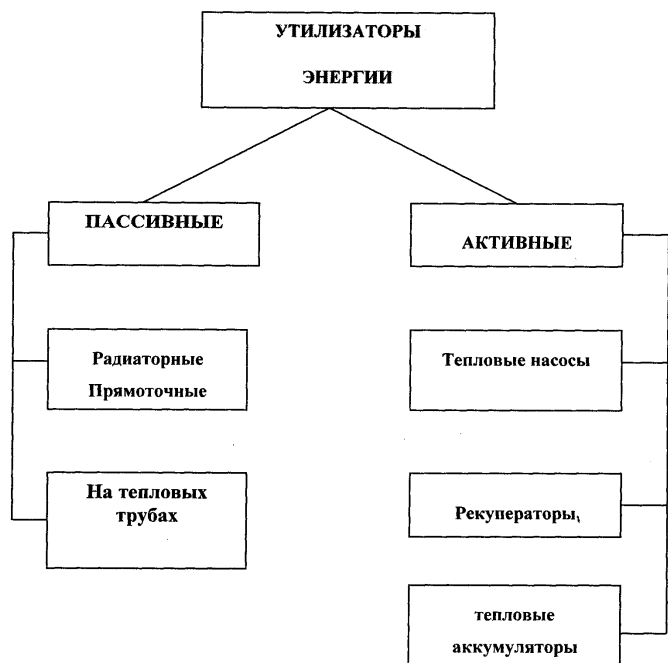 УТИЛИЗАТОРЫ
ЭНЕРГИИ
ПАССИВНЫЕ
АКТИВНЫЕ
Радиаторные
Прямоточные
Тепловые насосы
На тепловых
трубах
Рекуператоры,
тепловые
аккумуляторы